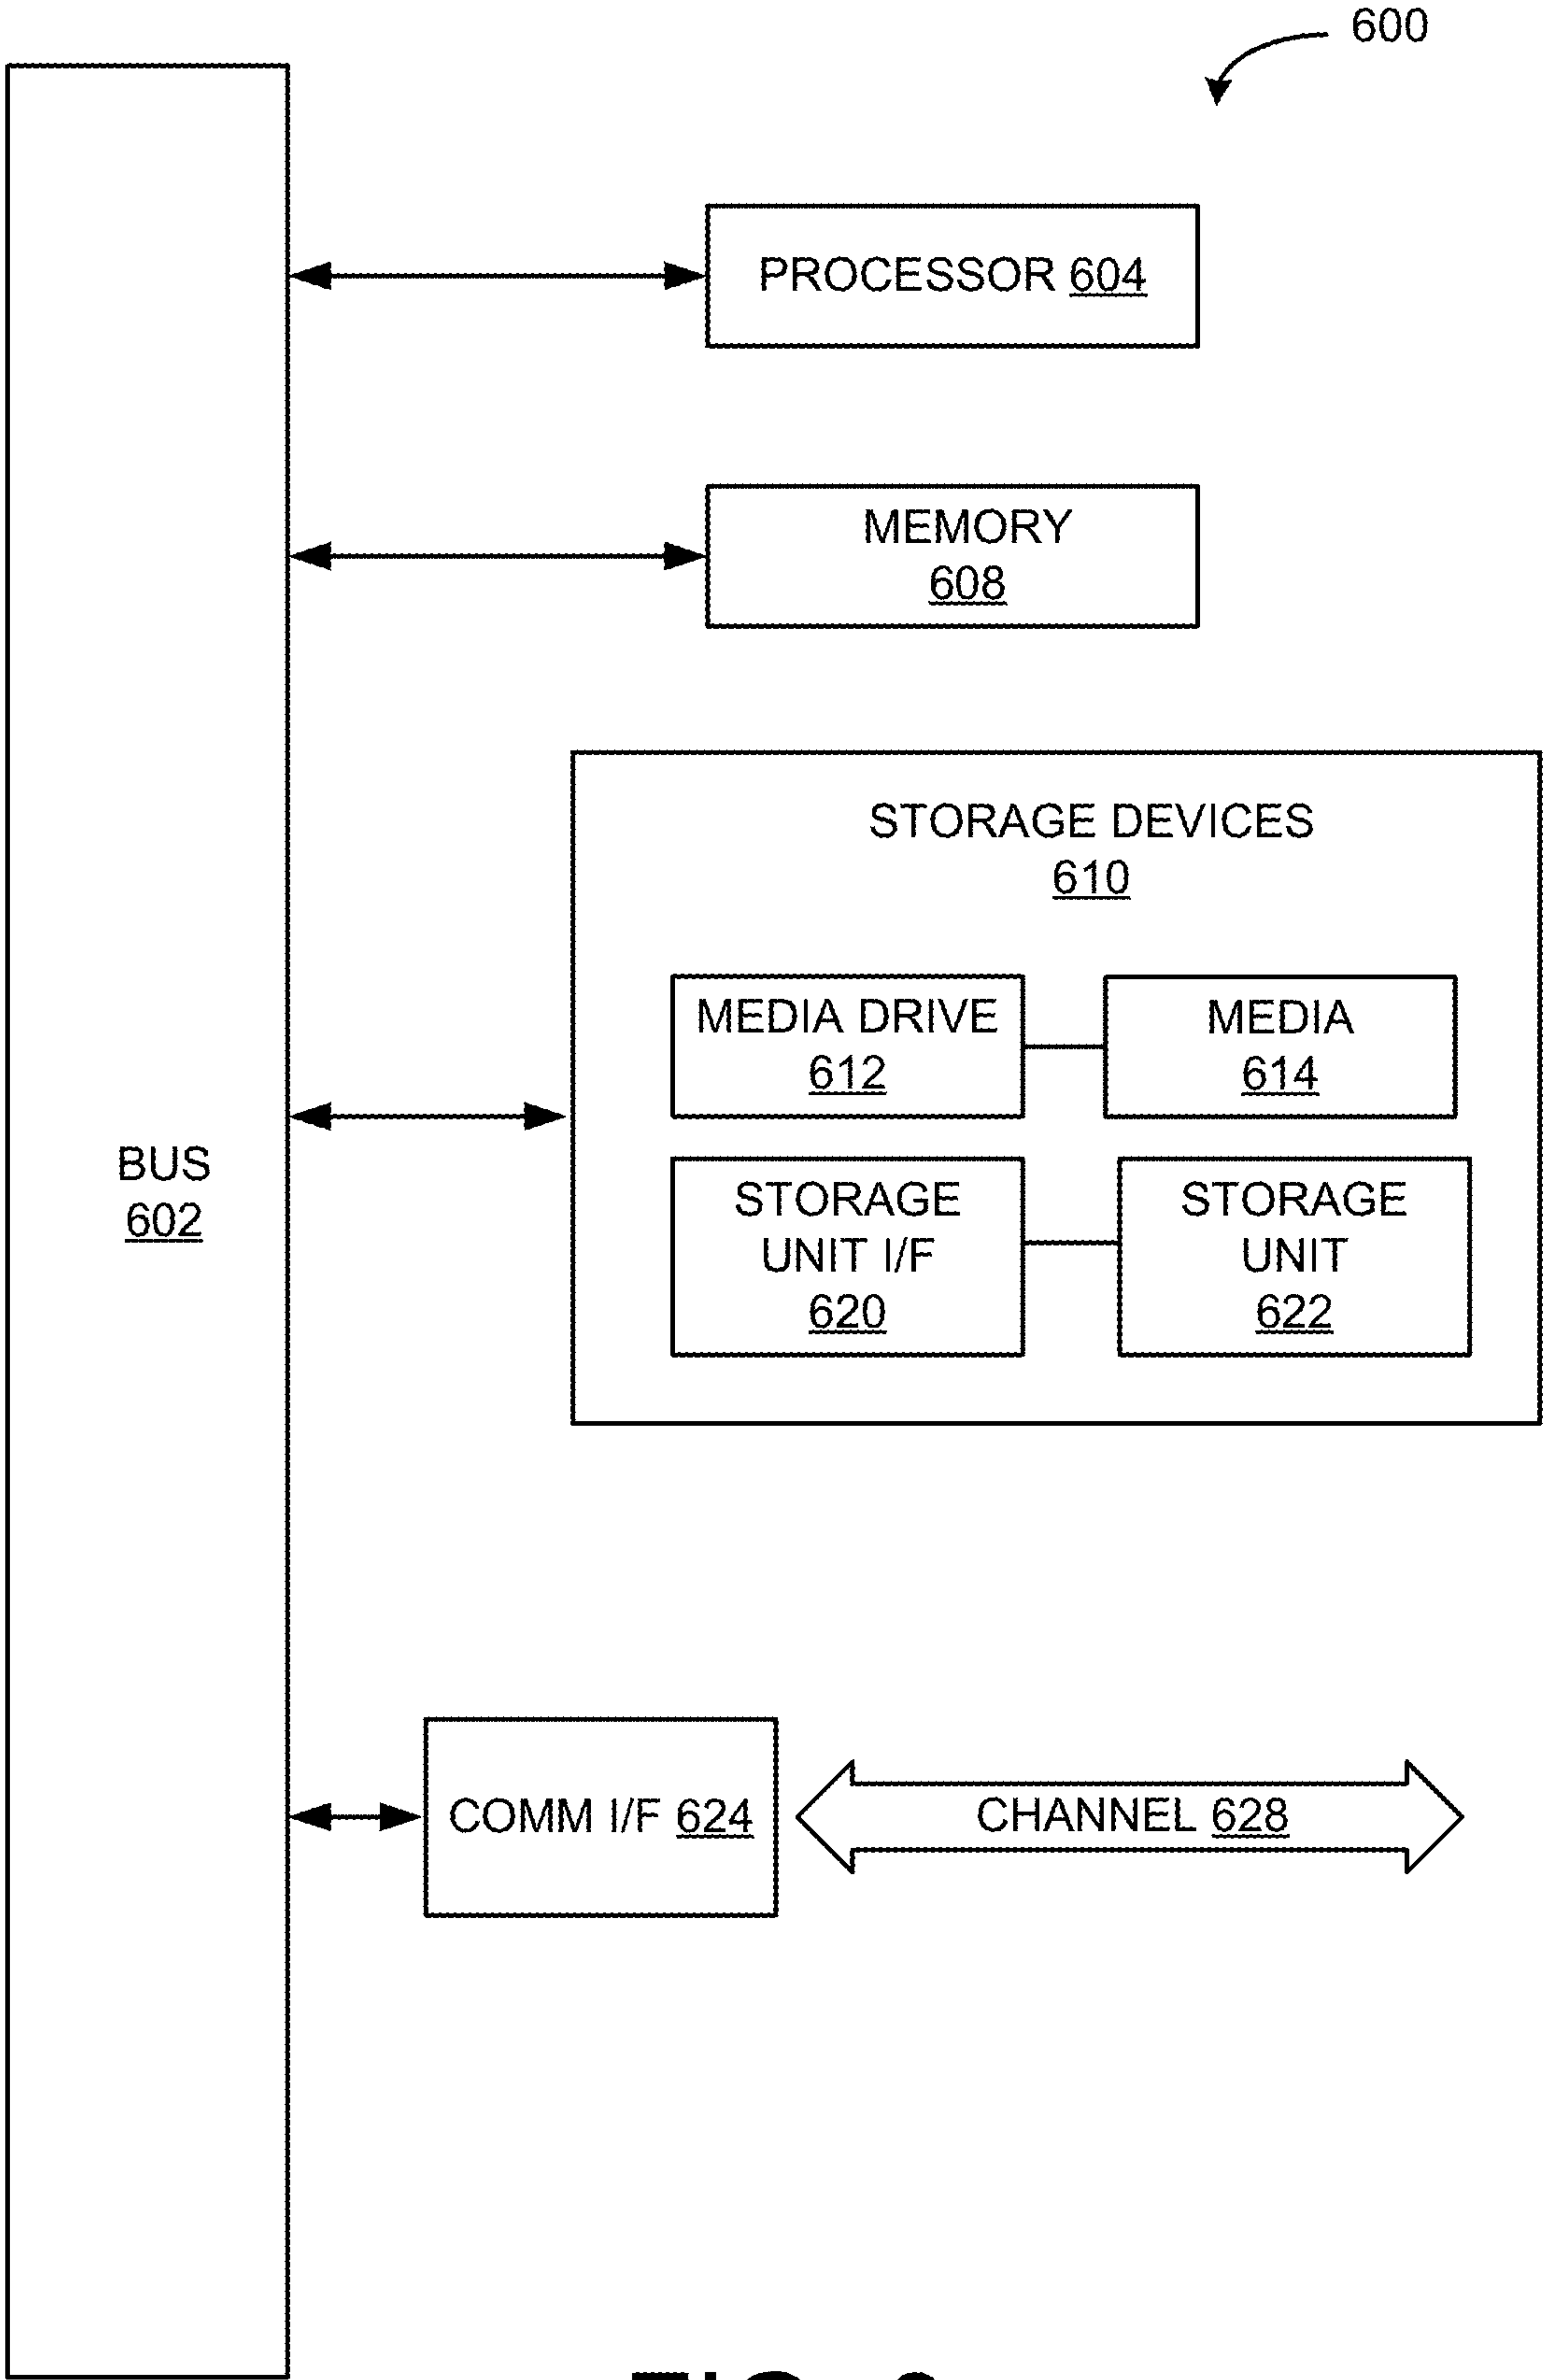 600
PROCESSOR 604
MEMORY
608
STORAGE DEVICES
610
MEDIA DRIVE
612
MEDIA
614
BUS
602
STORAGE
UNIT I/F
620
STORAGE
UNIT
622
COMM I/F 624
CHANNEL 628